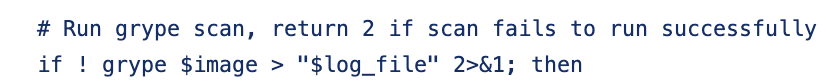 # Run grype scan, return 2 if scan fails to run successfully
if ! grype $image > "$log_file" 2>&1; then